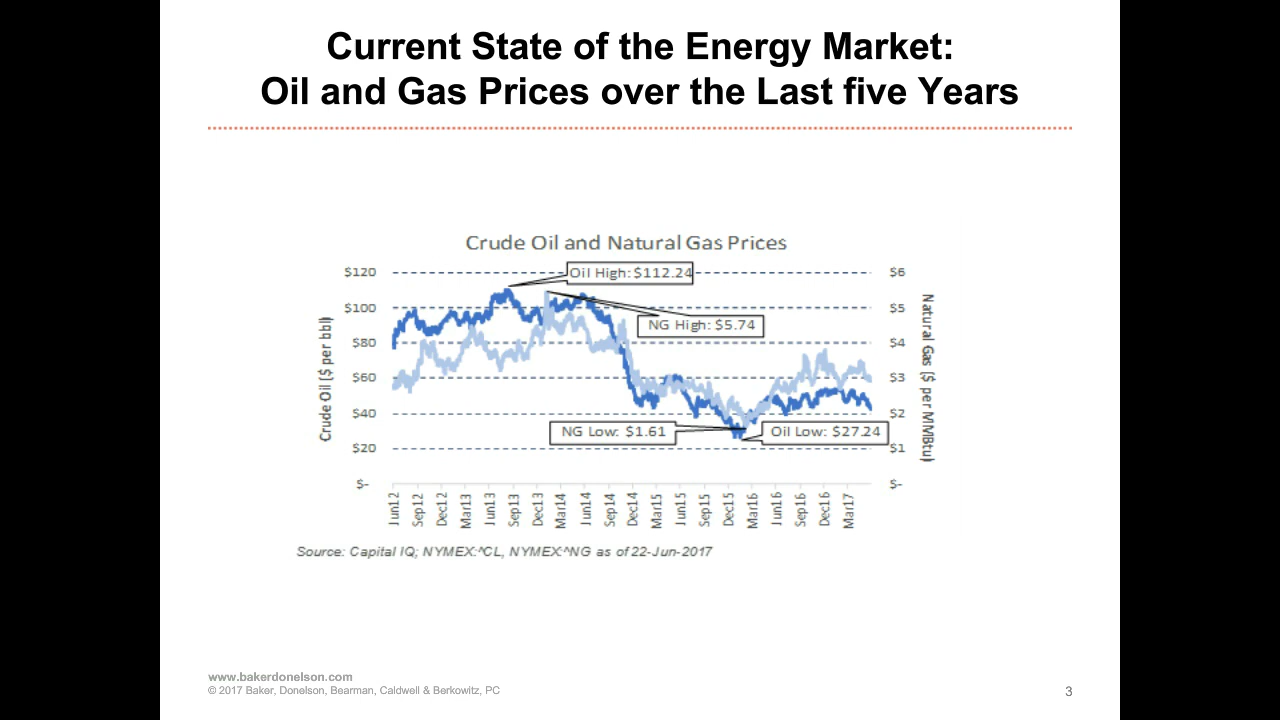 Current State of the Energy Market:
Oil and Gas Prices over the Last five Years
Crude Oil and Natural Gas Prices
$120
$100
$80
$60
$40
$20
$-
Crude Oil ($ per bbl)
Oil High: $112.24
NG High: $5.74
NG Low: $1.61
Oil Low: $27.24
$6
$5
$4
$3
$2
$1
$-
Natural Gas ($ per MMBtu)
Jun12
Sep12
Dec12
Mar13
Jun13
Sep13
Dec13
Mar14
Jun14
Sep14
Dec14
Mar15
Jun15
Sep15
Dec15
Mar16
Jun16
Sep16
Dec16
Mar17
Source: Capital IQ; NYMEX:^CL, NYMEX:^NG as of 22-Jun-2017
www.bakerdonelson.com
© 2017 Baker, Donelson, Bearman, Caldwell & Berkowitz, PC
3